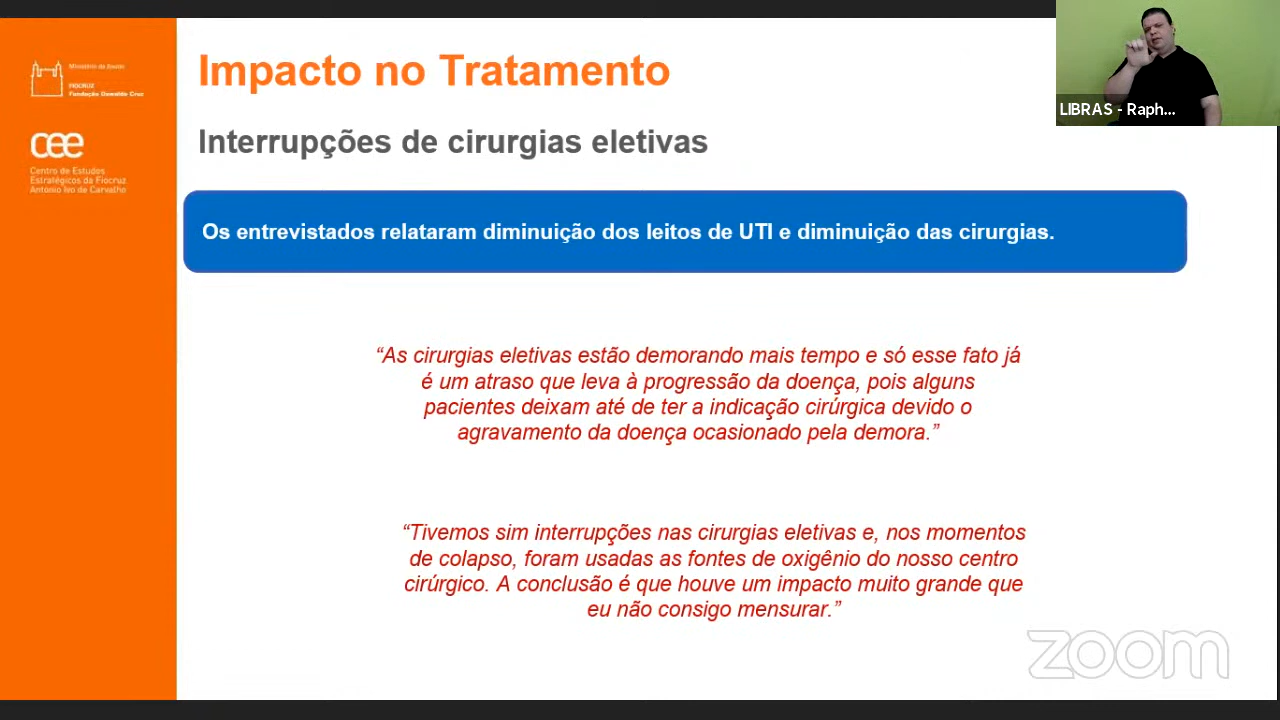 Ministério da Saúde
FIOCRUZ
Fundação Oswaldo Cruz
cee
Centro de Estudos
Estratégicos da Fiocruz
Antônio Ivo de Carvalho
Impacto no Tratamento
Interrupções de cirurgias eletivas
LIBRAS - Raph...
Os entrevistados relataram diminuição dos leitos de UTI e diminuição das cirurgias.
“As cirurgias eletivas estão demorando mais tempo e só esse fato já
é um atraso que leva à progressão da doença, pois alguns
pacientes deixam até de ter a indicação cirúrgica devido o
agravamento da doença ocasionado pela demora.”
“Tivemos sim interrupções nas cirurgias eletivas e, nos momentos
de colapso, foram usadas as fontes de oxigênio do nosso centro
cirúrgico. A conclusão é que houve um impacto muito grande que
eu não consigo mensurar.”
zoom